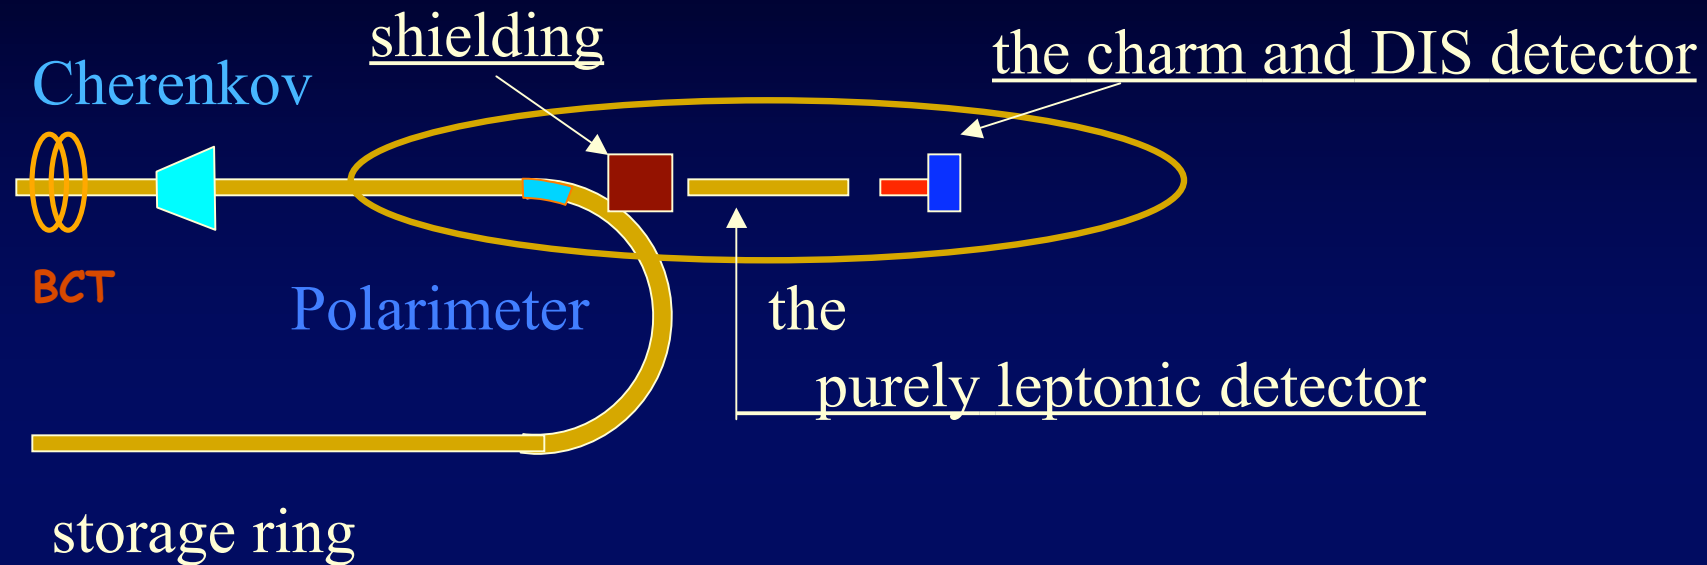 shielding
the charm and DIS detector
Cherenkov
BCT
Polarimeter
the
purely leptonic detector
storage ring